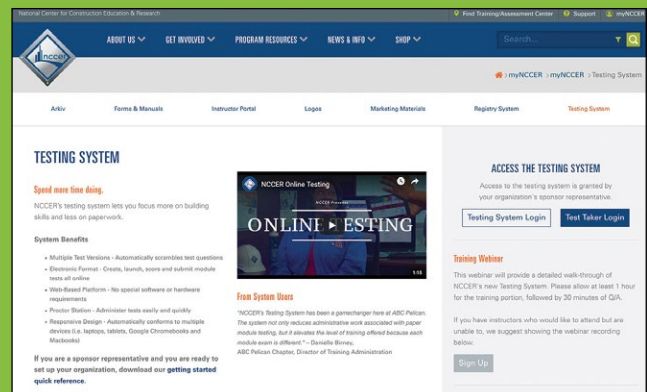 National Center for Construction Education & Research
Find Training/Assessment Center
Support
myNCCER
nccer
ABOUT US
GET INVOLVED
PROGRAM RESOURCES
NEWS & INFO
SHOP
Search...
> myNCCER > myNCCER > Testing System
Arkiv
Forms & Manuals
Instructor Portal
Logos
Marketing Materials
Registry System
Testing System
TESTING SYSTEM
Spend more time doing.
NCCER's testing system lets you focus more on building
skills and less on paperwork.
System Benefits
• Multiple Test Versions - Automatically scrambles test questions
• Electronic Format - Create, launch, score and submit module
tests all online
• Web-Based Platform - No special software or hardware
requirements
• Proctor Station - Administer tests easily and quickly
• Responsive Design - Automatically conforms to multiple
devices (i.e. laptops, tablets, Google Chromebooks and
Macbooks)
If you are a sponsor representative and you are ready to
set up your organization, download our getting started
quick reference.
NCCER Online Testing
NCCER Presents
ONLINE ESTING
1:15
From System Users
"NCCER's Testing System has been a gamechanger here at ABC Pelican.
The system not only reduces administrative work associated with paper
module testing, but it elevates the level of training offered because each
module exam is different." – Danielle Birney,
ABC Pelican Chapter, Director of Training Administration
ACCESS THE TESTING SYSTEM
Access to the testing system is granted by
your organization's sponsor representative.
Testing System Login
Test Taker Login
Training Webinar
This webinar will provide a detailed walk-through of
NCCER's new Testing System. Please allow at least 1 hour
for the training portion, followed by 30 minutes of Q/A.
If you have instructors who would like to attend but are
unable to, we suggest showing the webinar recording
below.
Sign Up